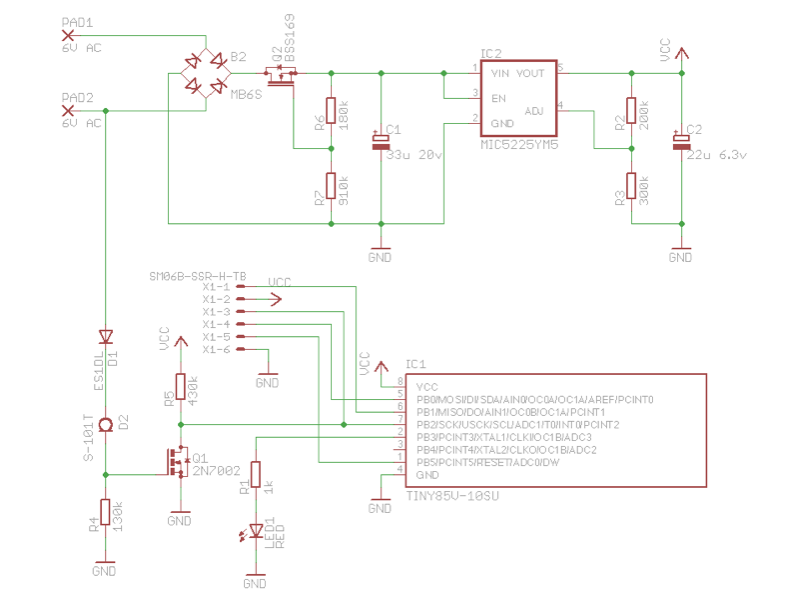 PAD1
6V AC
PAD2
6V AC
B2
MB6S
Q2
BSS169
R6
180k
R7
910k
C1
33u 20v
GND
IC2
1 VIN VOUT 5
3 EN
ADJ 4
2 GND
MIC5225YM5
R2
200k
R3
300k
VCC
C2
22u 6.3v
GND
SM06B-SSR-H-TB
X1-1
X1-2
X1-3
X1-4
X1-5
X1-6
VCC
GND
D1
ES1DL
D2
S-101T
R4
130k
GND
VCC
R5
430k
Q1
2N7002
GND
R1
1k
LED1
RED
GND
VCC
GND
IC1
8 VCC
5 PB0/MOSI/DI/SDA/AIN0/OC0A/OC1A/AREF/PCINT0
6 PB1/MISO/DO/AIN1/OC0B/OC1A/PCINT1
7 PB2/SCK/USCK/SCL/ADC1/T0/INT0/PCINT2
2 PB3/PCINT3/XTAL1/CLKI/OC1B/ADC3
3 PB4/PCINT4/XTAL2/CLKO/OC1B/ADC2
1 PB5/PCINT5/RESET/ADC0/DW
4 GND
TINY85V-10SU